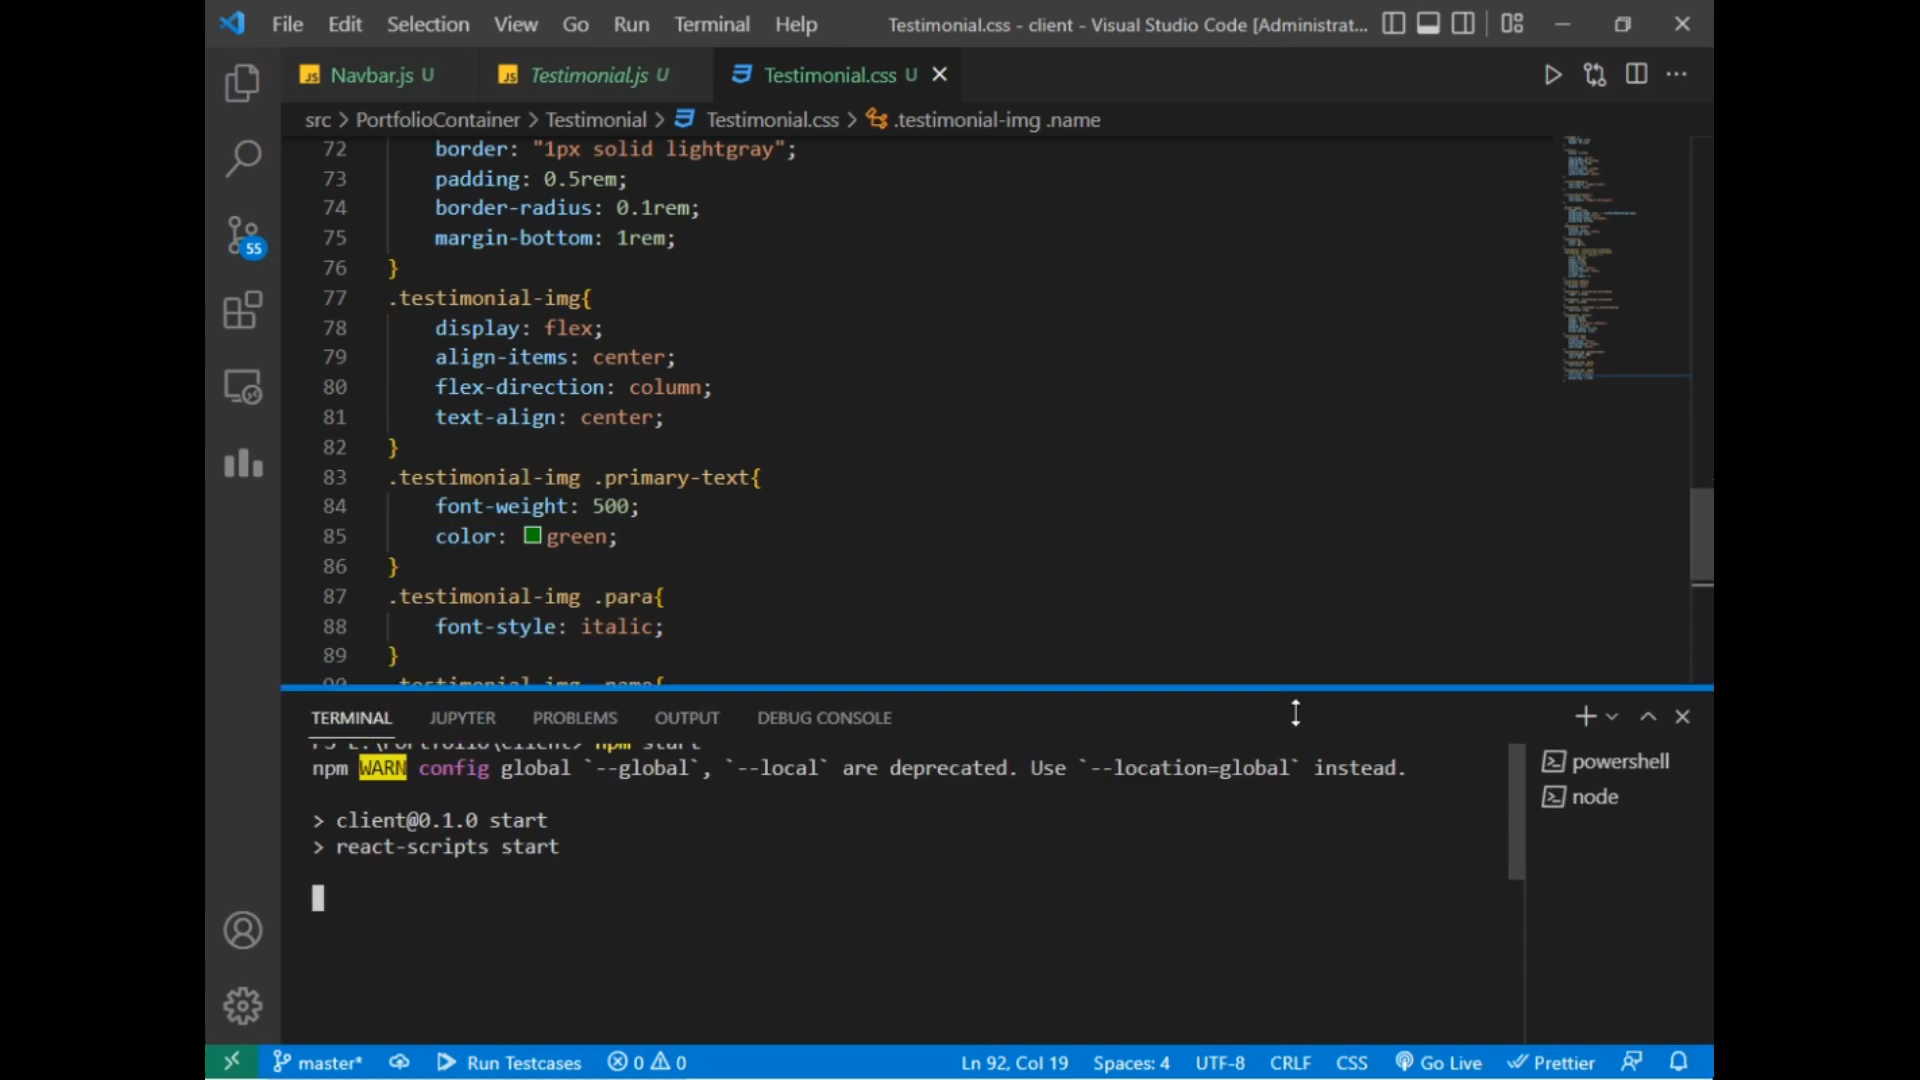 File Edit Selection View Go Run Terminal Help Testimonial.css - client - Visual Studio Code [Administrat...
JS Navbar.js U JS Testimonial.js U Testimonial.css U
src > PortfolioContainer > Testimonial > Testimonial.css > .testimonial-img .name
72 border: "1px solid lightgray";
73 padding: 0.5rem;
74 border-radius: 0.1rem;
75 margin-bottom: 1rem;
76 }
77 .testimonial-img{
78 display: flex;
79 align-items: center;
80 flex-direction: column;
81 text-align: center;
82 }
83 .testimonial-img .primary-text{
84 font-weight: 500;
85 color: green;
86 }
87 .testimonial-img .para{
88 font-style: italic;
89 }
90 .testimonial-img .name{
55
TERMINAL JUPYTER PROBLEMS OUTPUT DEBUG CONSOLE
PS E:\Portfolio\client> npm start
npm WARN config global `--global`, `--local` are deprecated. Use `--location=global` instead.
> client@0.1.0 start
> react-scripts start
powershell
node
master* Run Testcases 0 0 Ln 92, Col 19 Spaces: 4 UTF-8 CRLF CSS Go Live Prettier